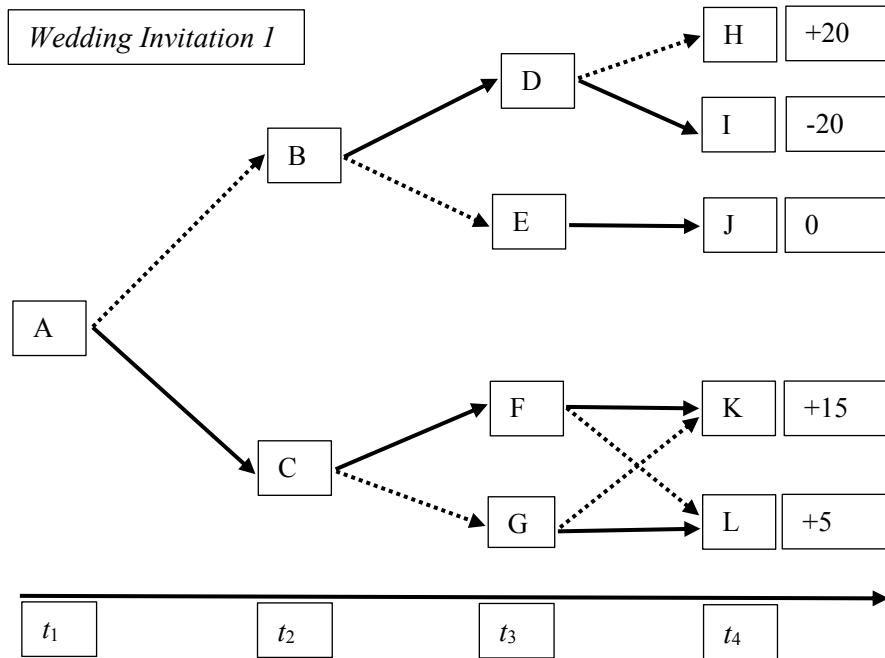 Wedding Invitation 1
H +20
D
I -20
B
E J 0
A
F K +15
C
G L +5
t1 t2 t3 t4